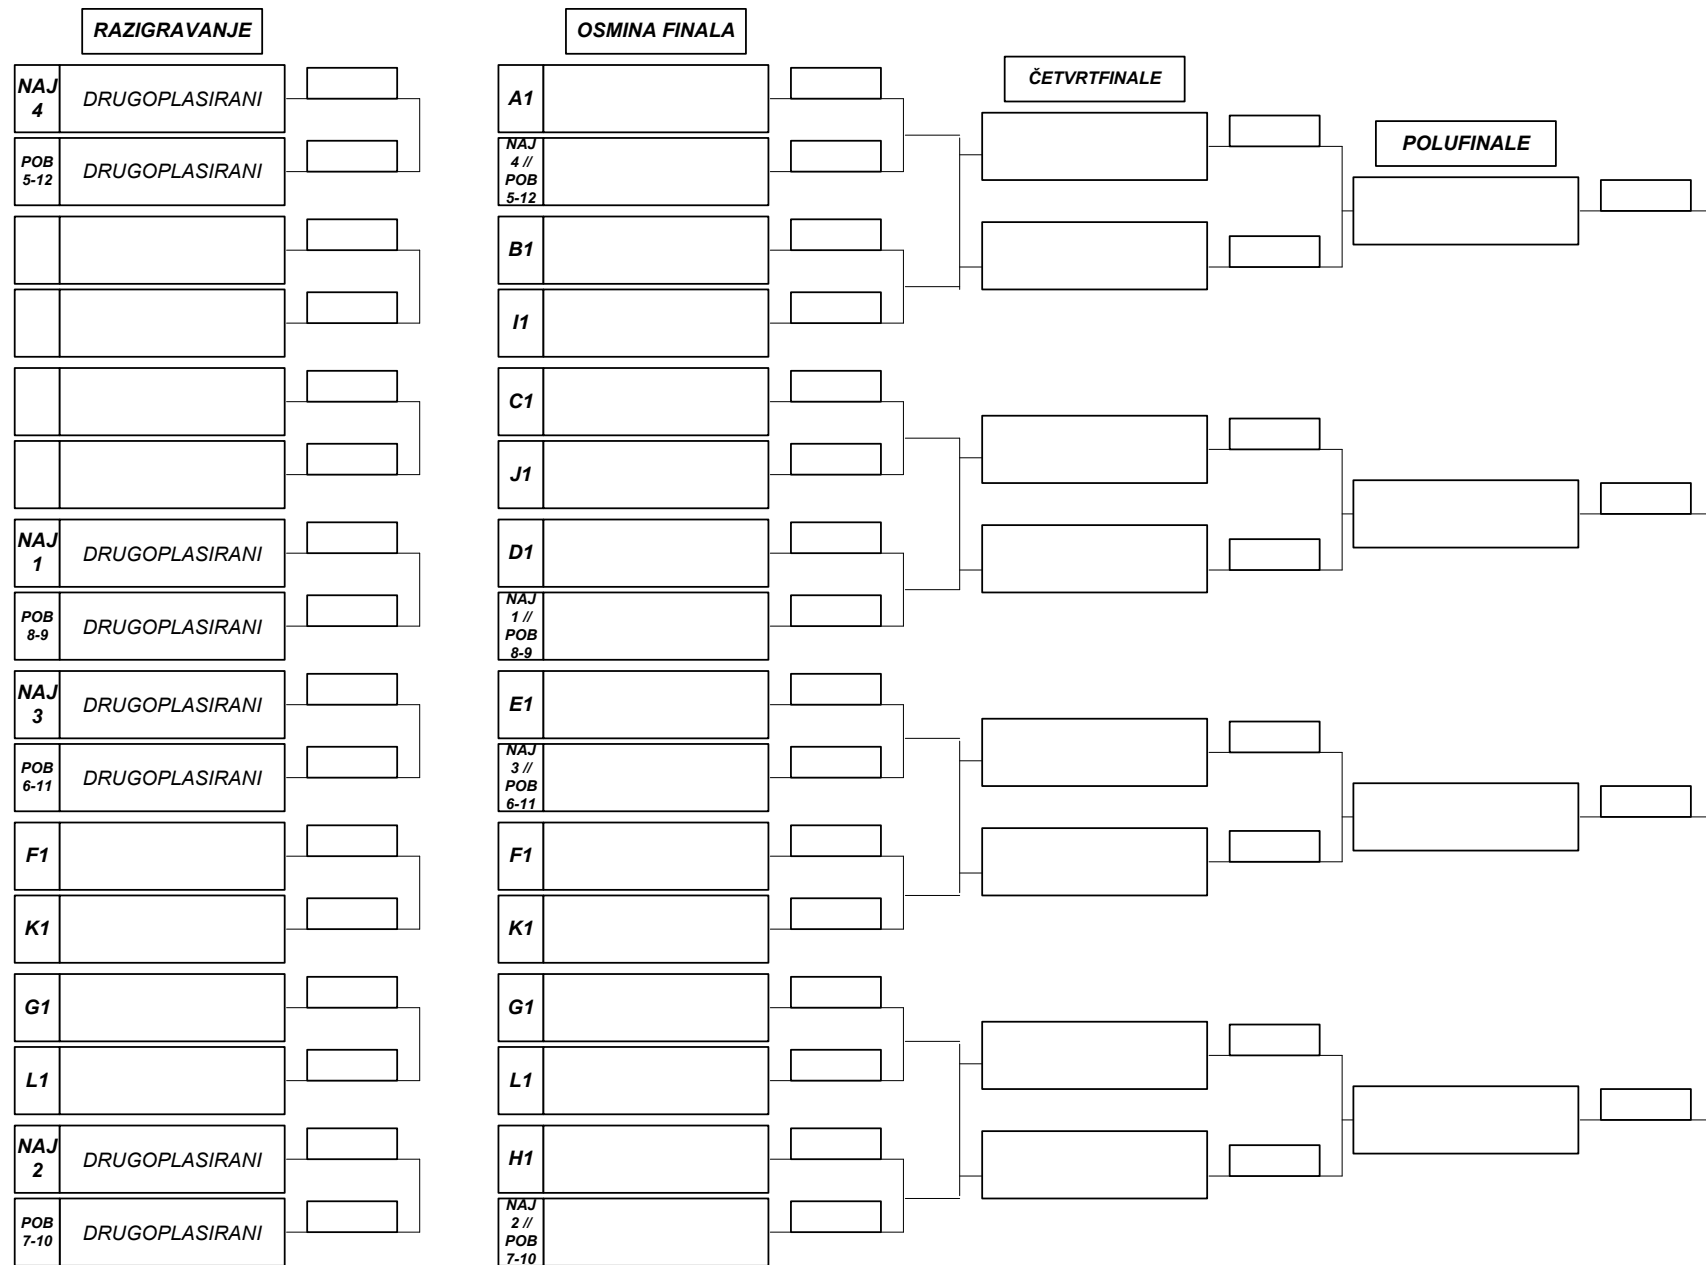 RAZIGRAVANJE
NAJ
4
DRUGOPLASIRANI
POB
5-12
DRUGOPLASIRANI
NAJ
1
DRUGOPLASIRANI
POB
8-9
DRUGOPLASIRANI
NAJ
3
DRUGOPLASIRANI
POB
6-11
DRUGOPLASIRANI
F1
K1
G1
L1
NAJ
2
DRUGOPLASIRANI
POB
7-10
DRUGOPLASIRANI
OSMINA FINALA
A1
NAJ
4 //
POB
5-12
B1
I1
C1
J1
D1
NAJ
1 //
POB
8-9
E1
NAJ
3 //
POB
6-11
F1
K1
G1
L1
H1
NAJ
2 //
POB
7-10
ČETVRTFINALE
POLUFINALE